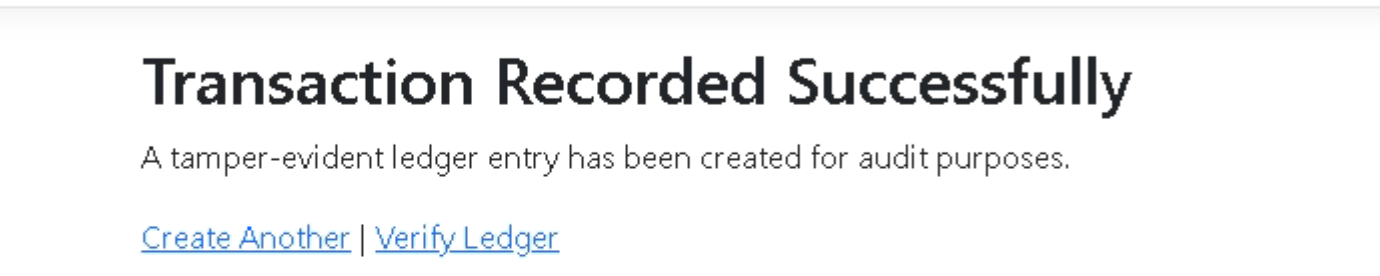 Transaction Recorded Successfully
A tamper-evident ledger entry has been created for audit purposes.
Create Another | Verify Ledger